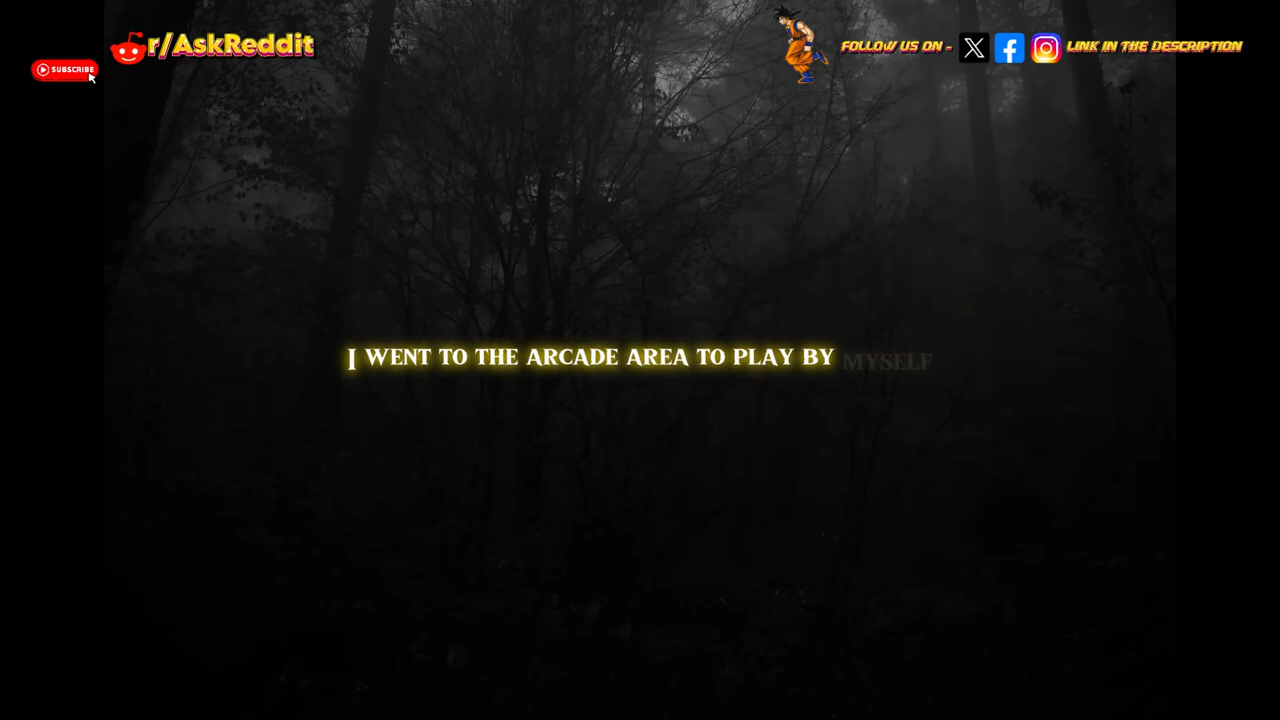 r/AskReddit
SUBSCRIBE
FOLLOW US ON -
LINK IN THE DESCRIPTION
I WENT TO THE ARCADE AREA TO PLAY BY MYSELF